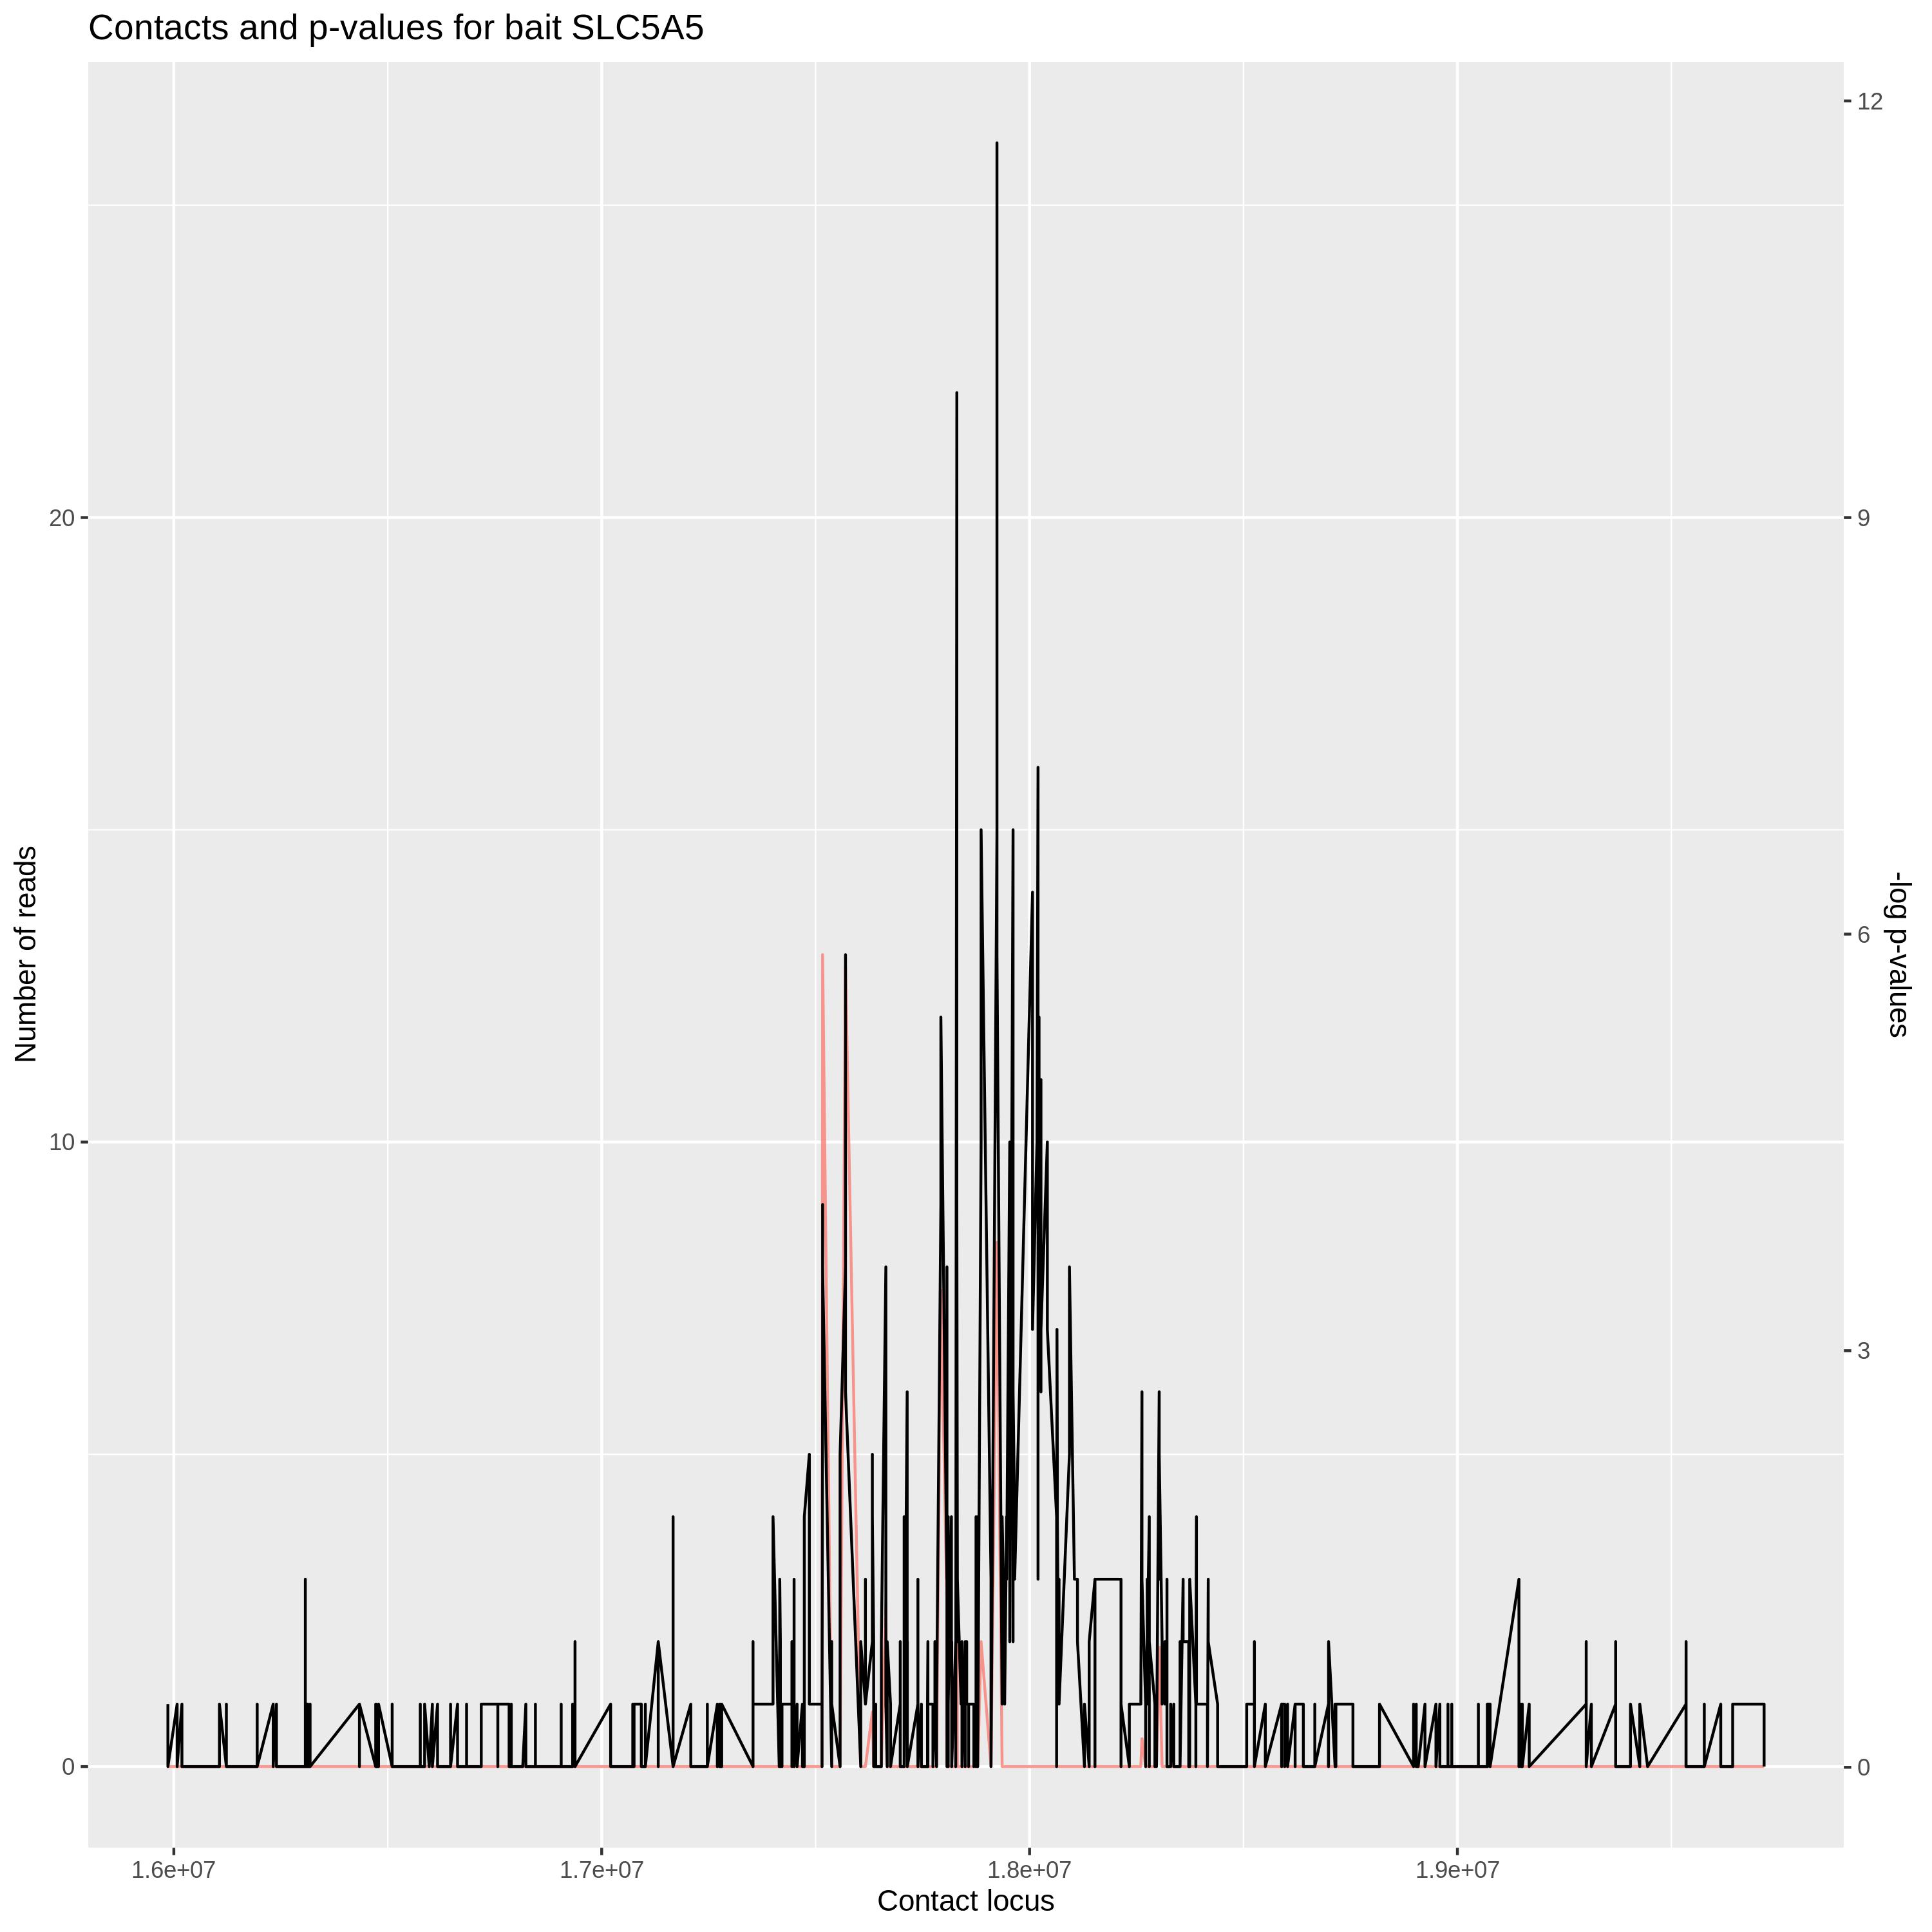 Contacts and p-values for bait SLC5A5
12
20
9
Number of reads
-log p-values
6
10
3
0
0
1.6e+07
1.7e+07
1.8e+07
1.9e+07
Contact locus